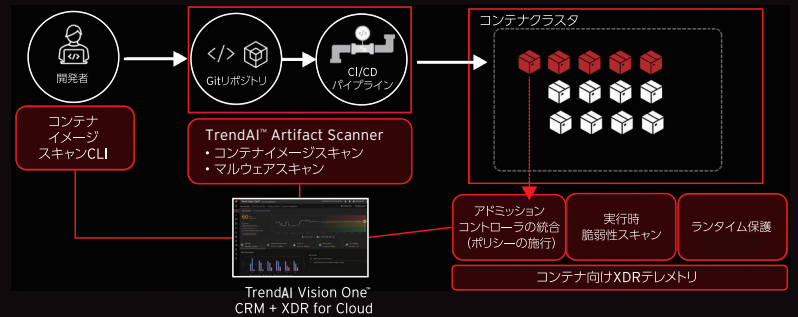 開発者
Gitリポジトリ
CI/CD
パイプライン
コンテナクラスタ
コンテナ
イメージ
スキャンCLI
TrendAI™ Artifact Scanner
・コンテナイメージスキャン
・マルウェアスキャン
アドミッション
コントローラの統合
(ポリシーの施行)
実行時
脆弱性スキャン
ランタイム保護
コンテナ向けXDRテレメトリ
TrendAI Vision One™
CRM + XDR for Cloud